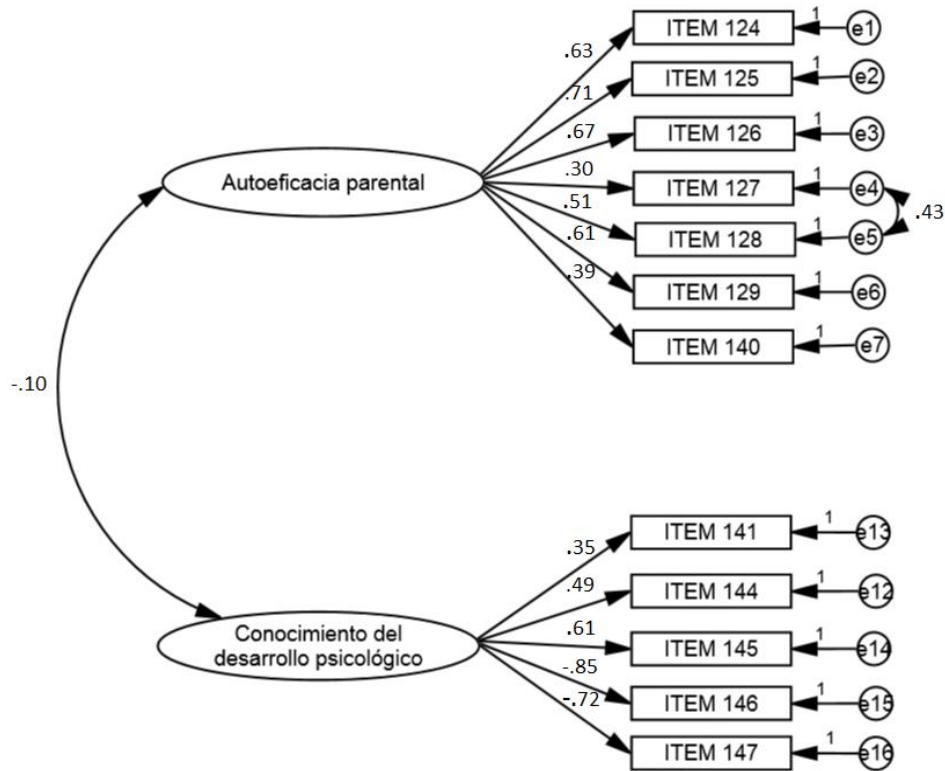 ITEM 124
1
e1
.63
ITEM 125
1
e2
.71
ITEM 126
1
e3
.67
Autoeficacia parental
ITEM 127
1
e4
.30
.43
ITEM 128
1
e5
.51
ITEM 129
1
e6
.61
ITEM 140
1
e7
.39
-.10
ITEM 141
1
e13
.35
ITEM 144
1
e12
.49
Conocimiento del
desarrollo psicológico
ITEM 145
1
e14
.61
ITEM 146
1
e15
-.85
ITEM 147
1
e16
-.72